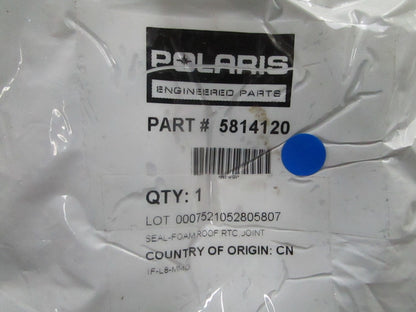 POLARIS
ENGINEERED PARTS
PART # 5814120
QTY: 1
LOT 0007521052805807
SEAL-FOAM,ROOF RTC JOINT
COUNTRY OF ORIGIN: CN